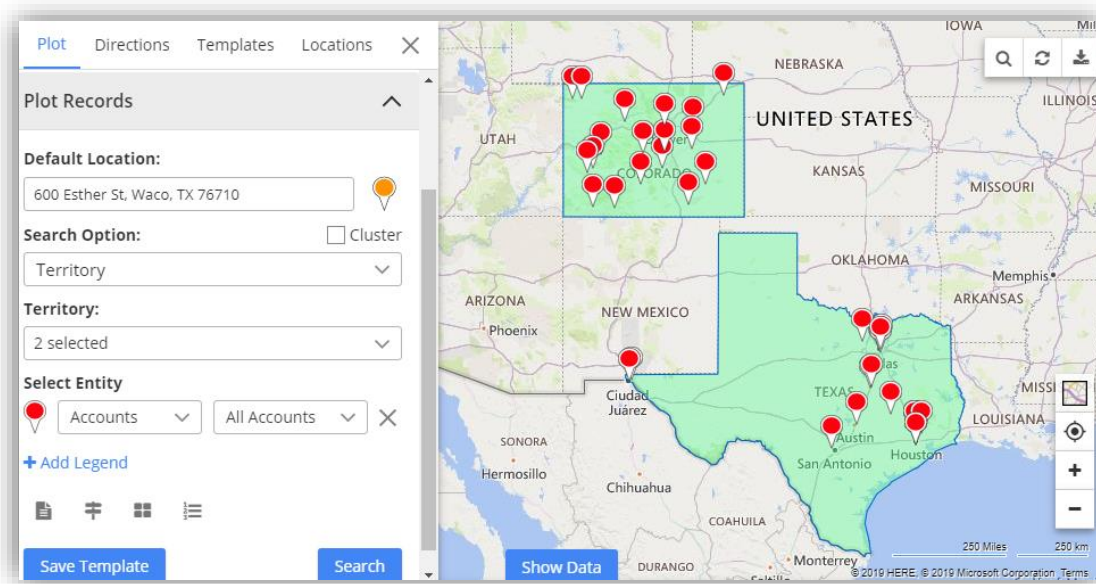 Plot Directions Templates Locations
Plot Records
Default Location:
600 Esther St, Waco, TX 76710
Search Option:
Cluster
Territory
Territory:
2 selected
Select Entity
Accounts
All Accounts
+ Add Legend
Save Template
Search
Show Data
IOWA
NEBRASKA
ILLINOIS
UNITED STATES
UTAH
COLORADO
KANSAS
MISSOURI
OKLAHOMA
Memphis
ARIZONA
NEW MEXICO
ARKANSAS
Phoenix
las
TEXAS
MISSI
Ciudad
Juárez
LOUISIANA
SONORA
Austin
Houston
San Antonio
Hermosillo
Chihuahua
COAHUILA
250 Miles
250 km
DURANGO
Monterrey
© 2019 HERE, © 2019 Microsoft Corporation Terms